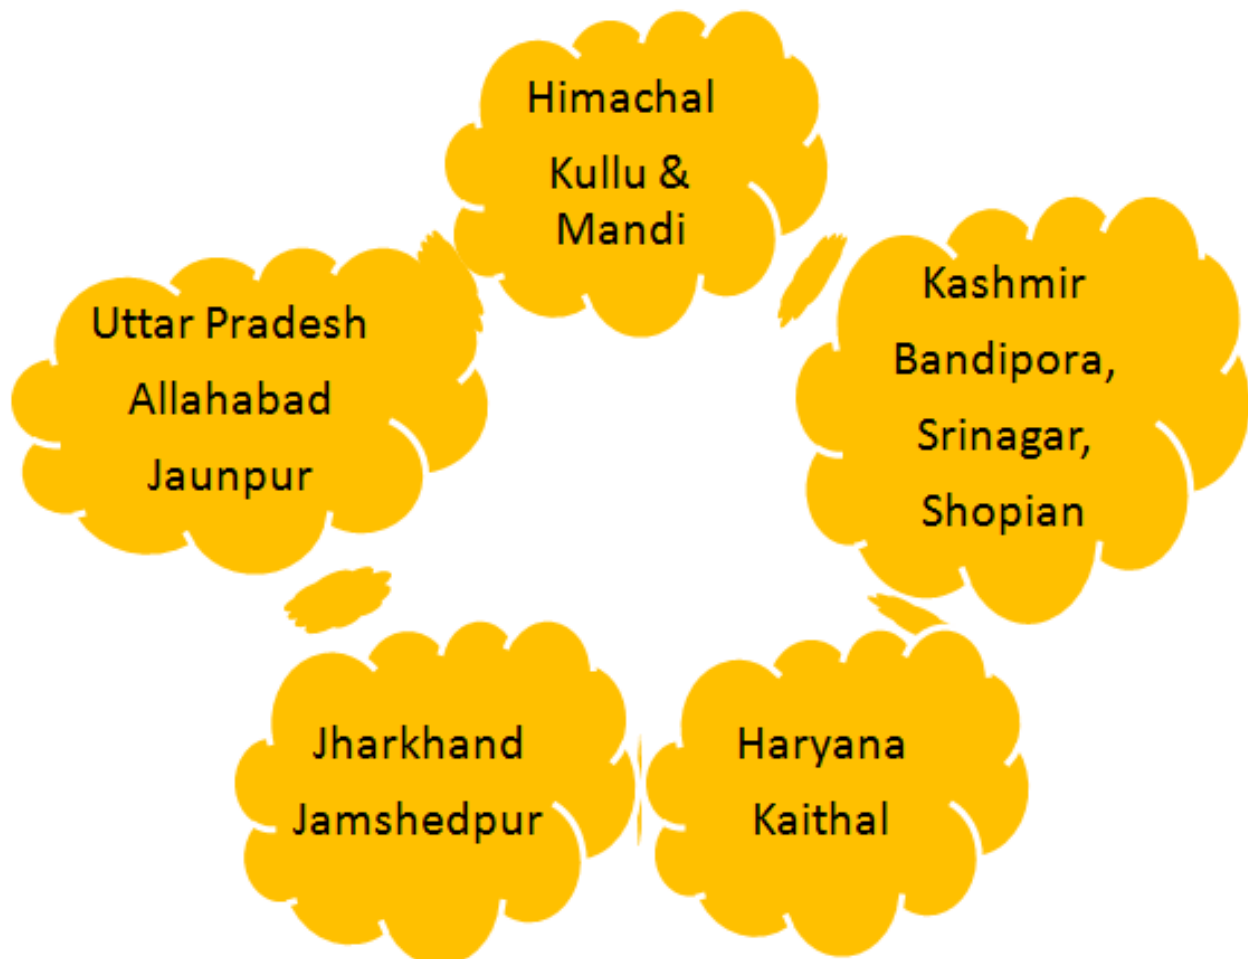 Himachal
Kullu &
Mandi
Kashmir
Bandipora,
Srinagar,
Shopian
Haryana
Kaithal
Jharkhand
Jamshedpur
Uttar Pradesh
Allahabad
Jaunpur